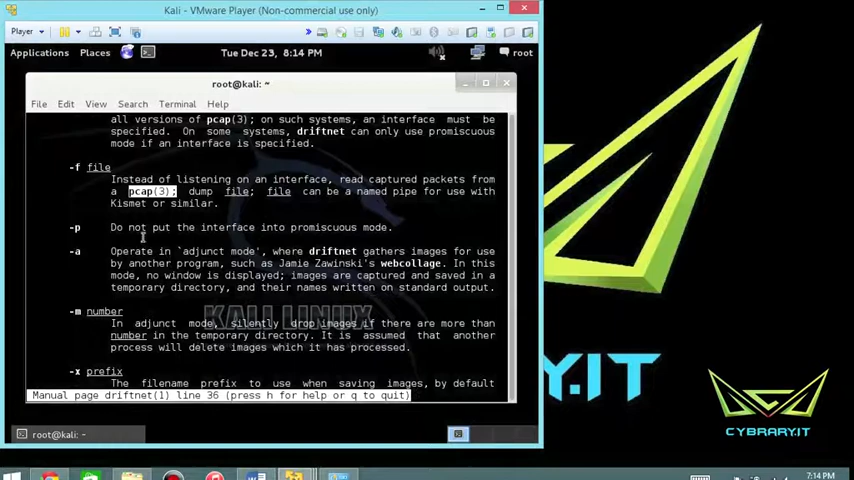 Kali - VMware Player (Non-commercial use only)
Player
Applications Places Tue Dec 23, 8:14 PM root
root@kali: ~
File Edit View Search Terminal Help
all versions of pcap(3); on such systems, an interface must be
specified. On some systems, driftnet can only use promiscuous
mode if an interface is specified.
-f file
Instead of listening on an interface, read captured packets from
a pcap(3); dump file; file can be a named pipe for use with
Kismet or similar.
-p Do not put the interface into promiscuous mode.
-a Operate in `adjunct mode', where driftnet gathers images for use
by another program, such as Jamie Zawinski's webcollage. In this
mode, no window is displayed; images are captured and saved in a
temporary directory, and their names written on standard output.
-m number
In adjunct mode, silently drop images if there are more than
number in the temporary directory. It is assumed that another
process will delete images which it has processed.
-x prefix
The filename prefix to use when saving images, by default
Manual page driftnet(1) line 36 (press h for help or q to quit)
KALI LINUX
root@kali: ~
Y.IT
CYBRARY.IT
7:14 PM